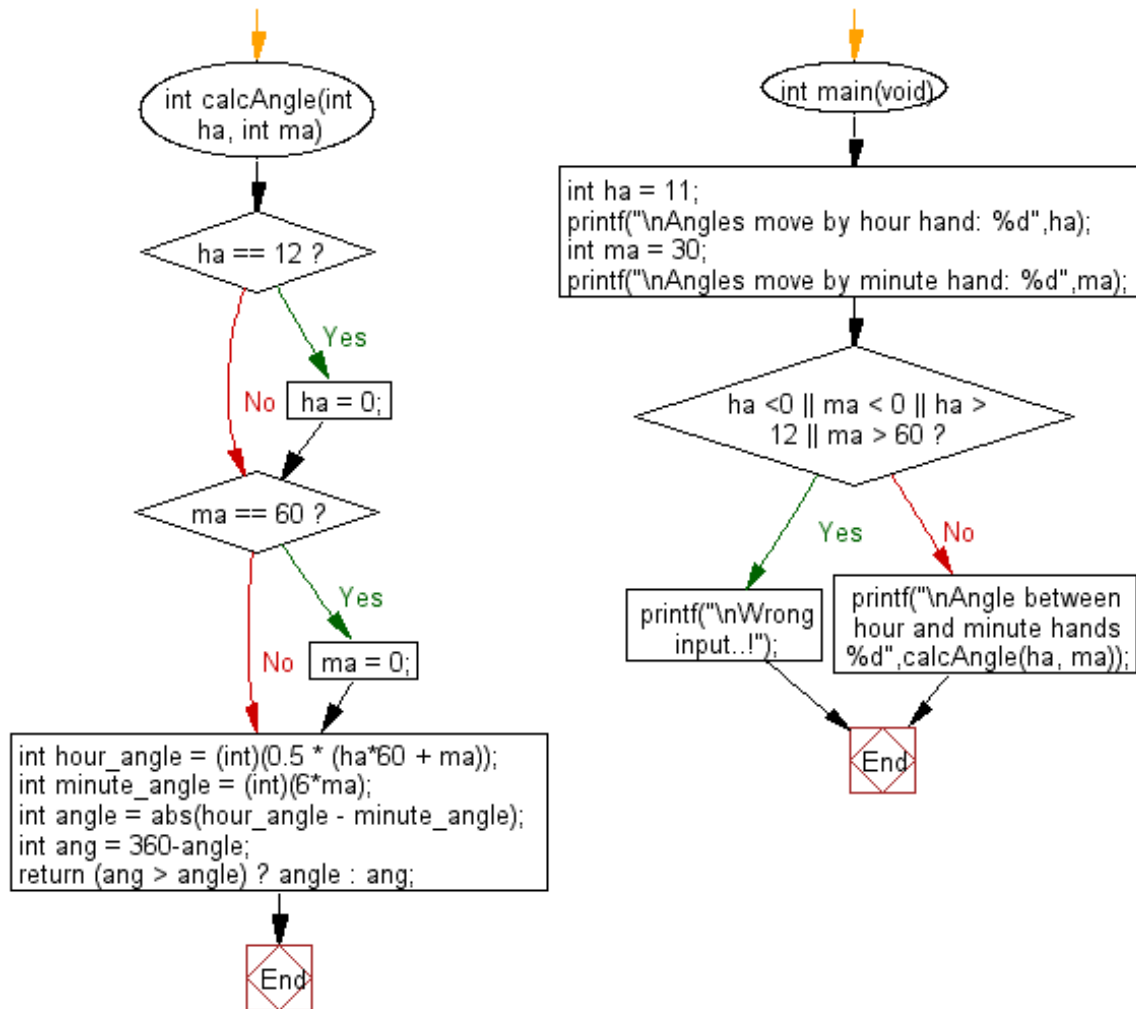 int calcAngle(int
ha, int ma)
ha == 12 ?
Yes
No
ha = 0;
ma == 60 ?
Yes
No
ma = 0;
int hour_angle = (int)(0.5 * (ha*60 + ma));
int minute_angle = (int)(6*ma);
int angle = abs(hour_angle - minute_angle);
int ang = 360-angle;
return (ang > angle) ? angle : ang;
End
int main(void)
int ha = 11;
printf("\nAngles move by hour hand: %d",ha);
int ma = 30;
printf("\nAngles move by minute hand: %d",ma);
ha <0 || ma < 0 || ha >
12 || ma > 60 ?
Yes
No
printf("\nWrong
input..!");
printf("\nAngle between
hour and minute hands
%d",calcAngle(ha, ma));
End